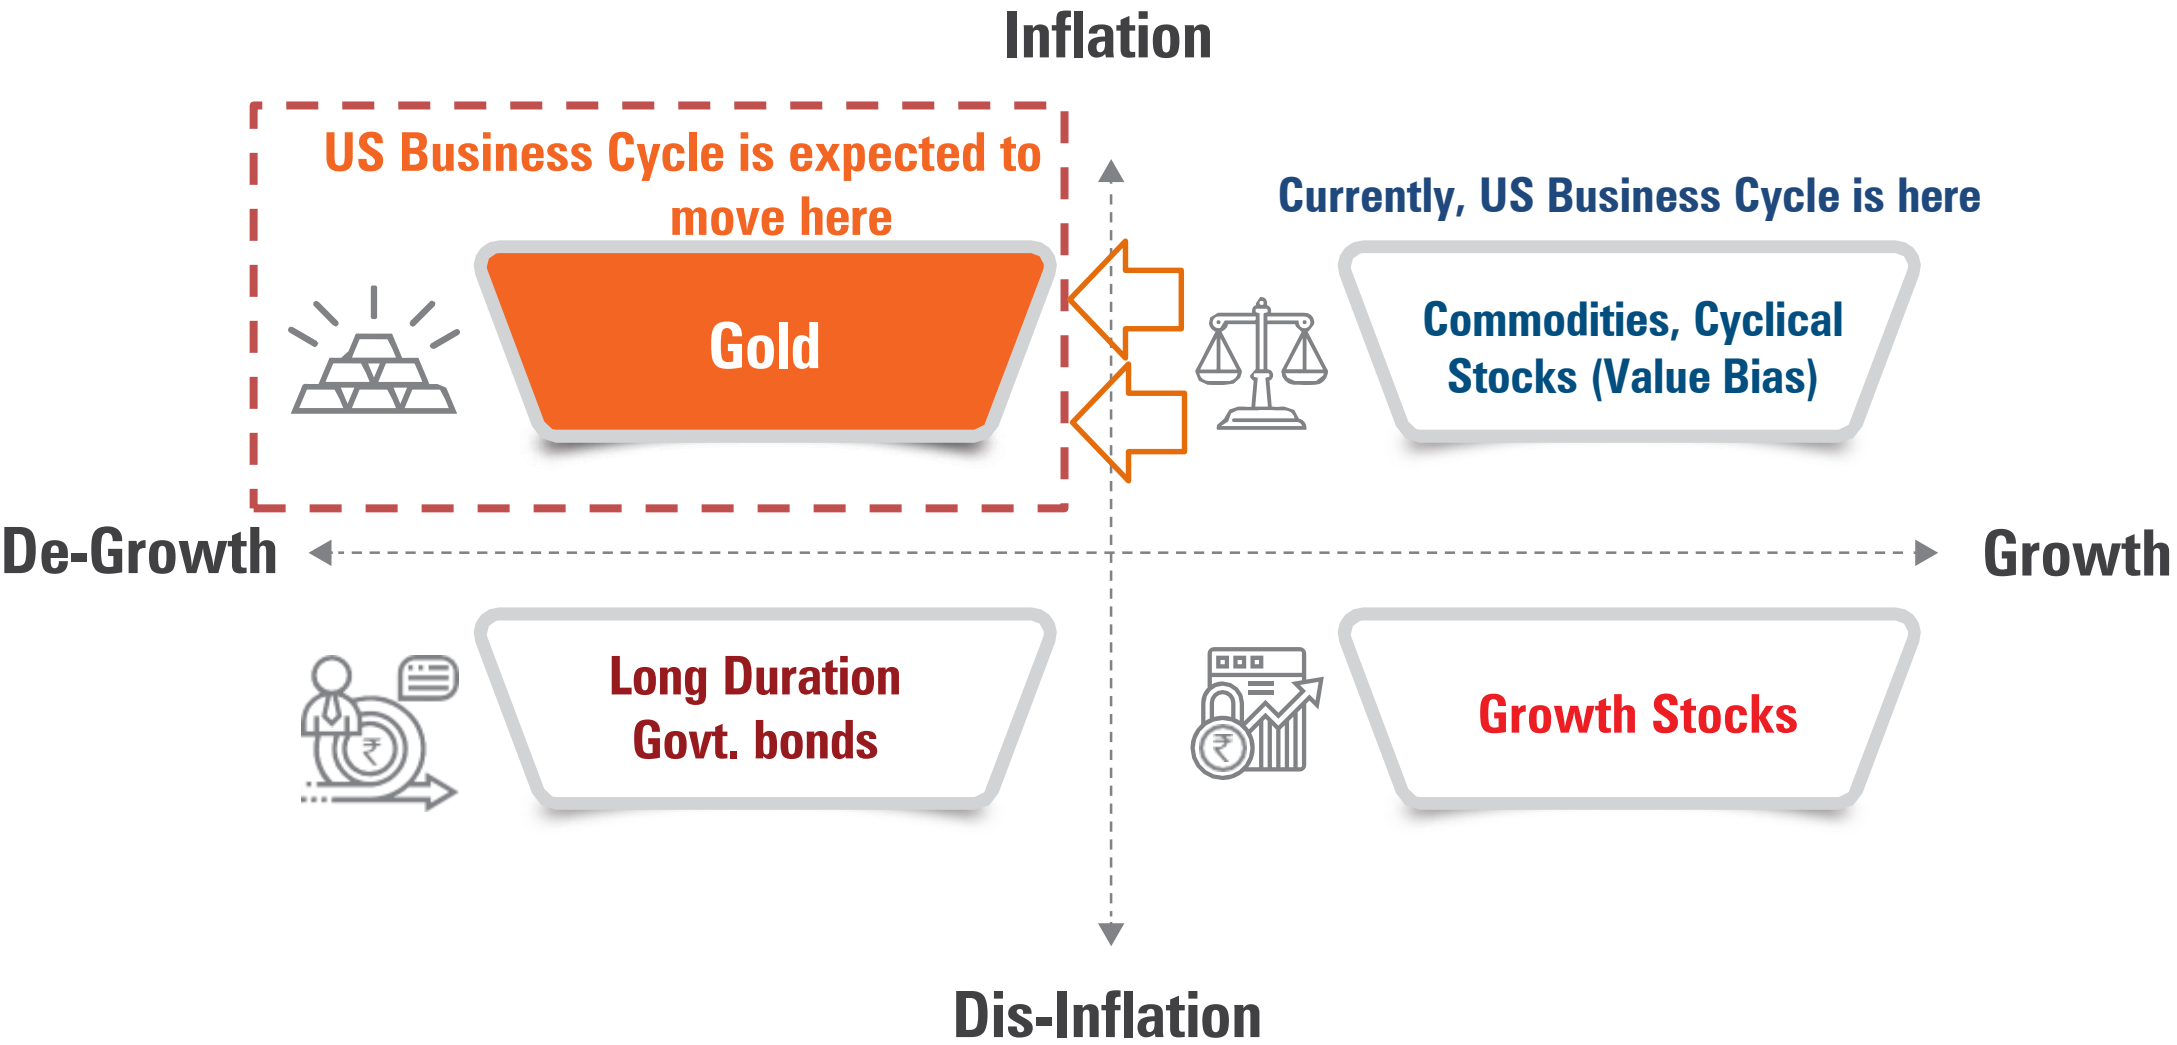 Inflation
US Business Cycle is expected to
move here
Currently, US Business Cycle is here
Gold
Commodities, Cyclical
Stocks (Value Bias)
De-Growth
Growth
Long Duration
Govt. bonds
₹
Growth Stocks
₹
Dis-Inflation